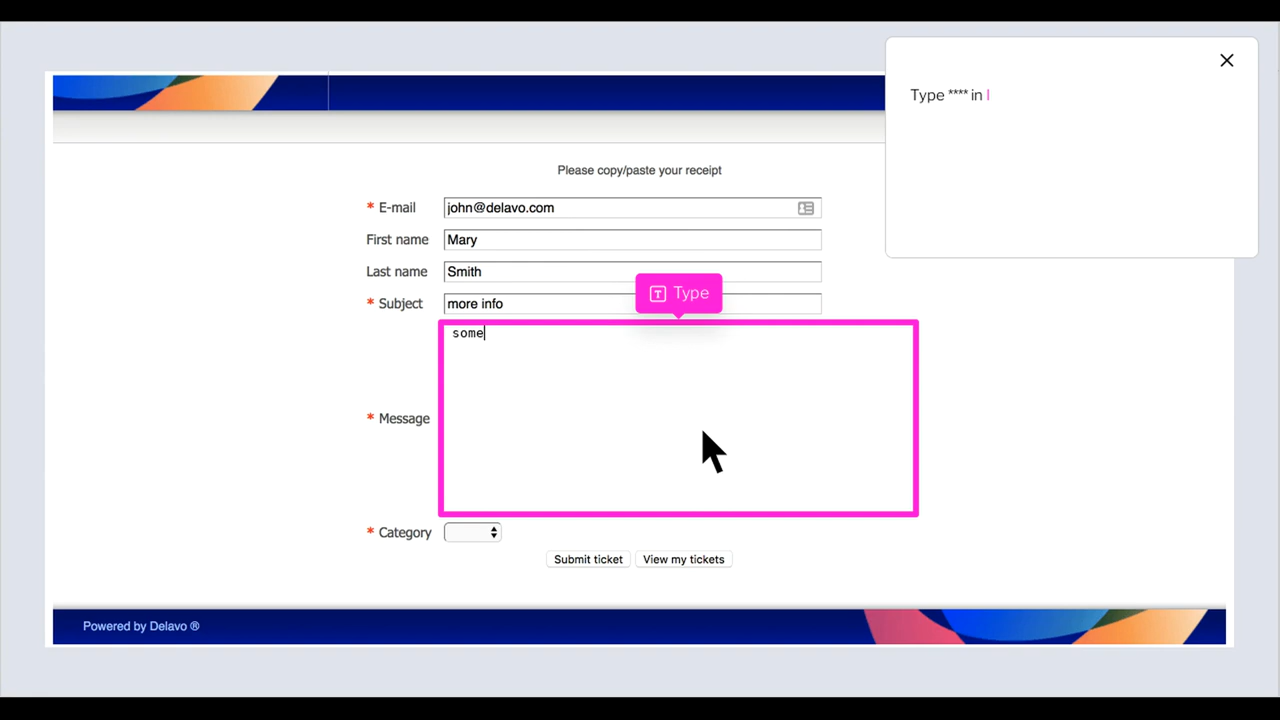 Type **** in l
Please copy/paste your receipt
* E-mail john@delavo.com
First name Mary
Last name Smith
* Subject more info
T Type
some
* Message
* Category
Submit ticket View my tickets
Powered by Delavo ®